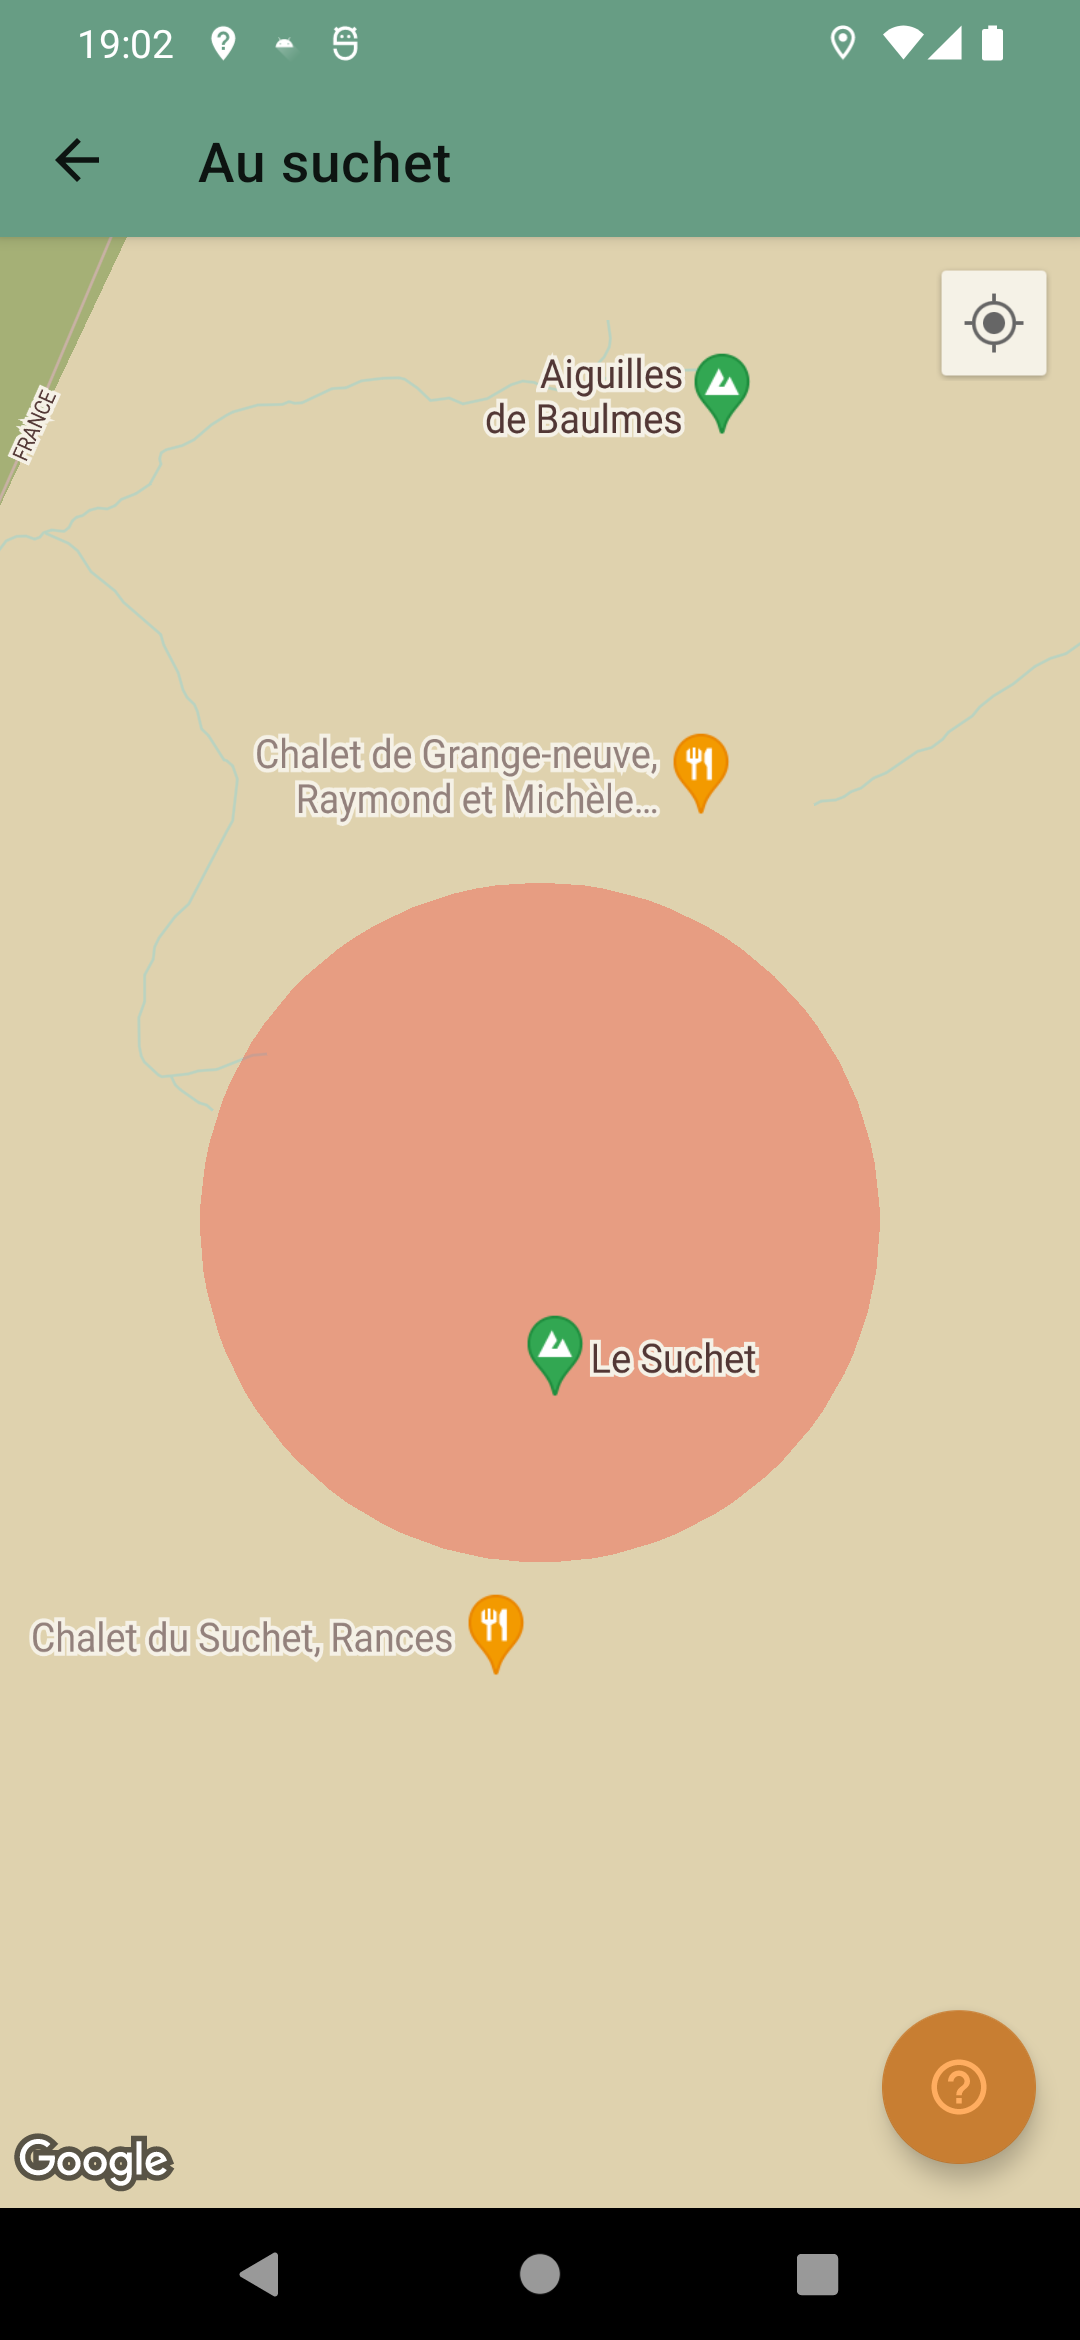 19:02
Au suchet
FRANCE
Aiguilles
de Baulmes
Chalet de Grange-neuve,
Raymond et Michèle...
Le Suchet
Chalet du Suchet, Rances
Google